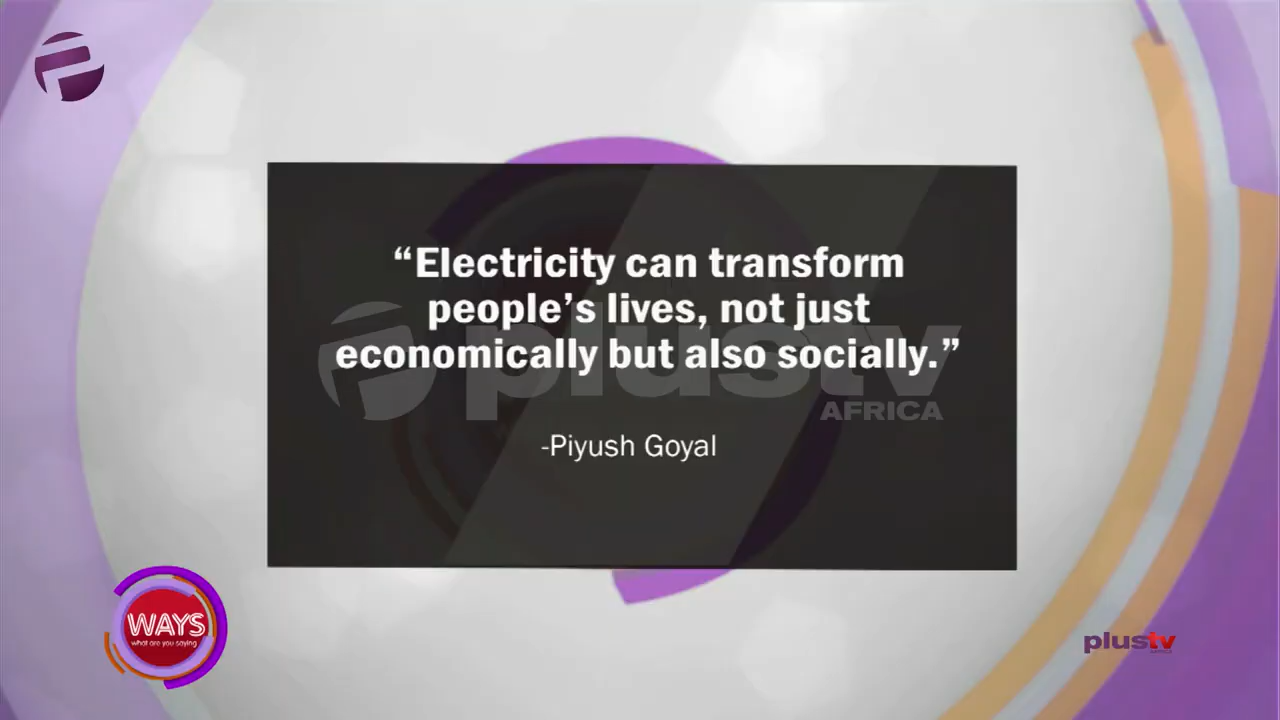 “Electricity can transform
people’s lives, not just
economically but also socially.”
plustv
AFRICA
-Piyush Goyal
WAYS
what are you saying
plustv
AFRICA